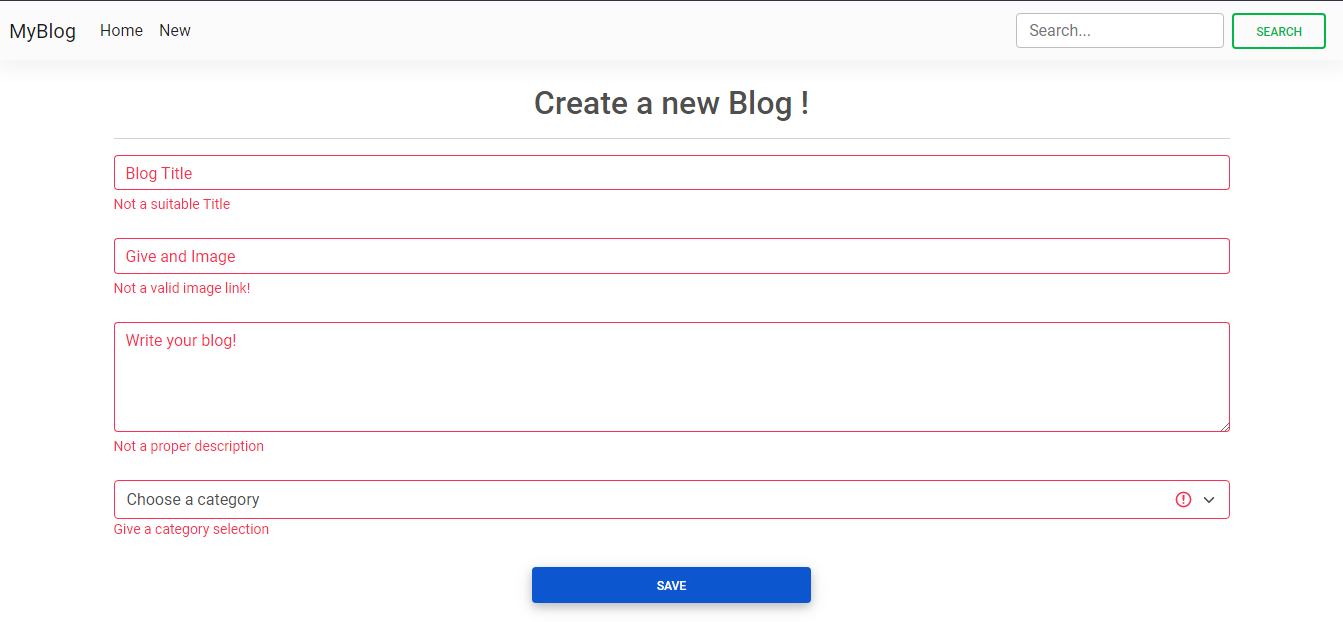 MyBlog Home New Search... SEARCH
Create a new Blog !
Blog Title
Not a suitable Title
Give and Image
Not a valid image link!
Write your blog!
Not a proper description
Choose a category
Give a category selection
SAVE